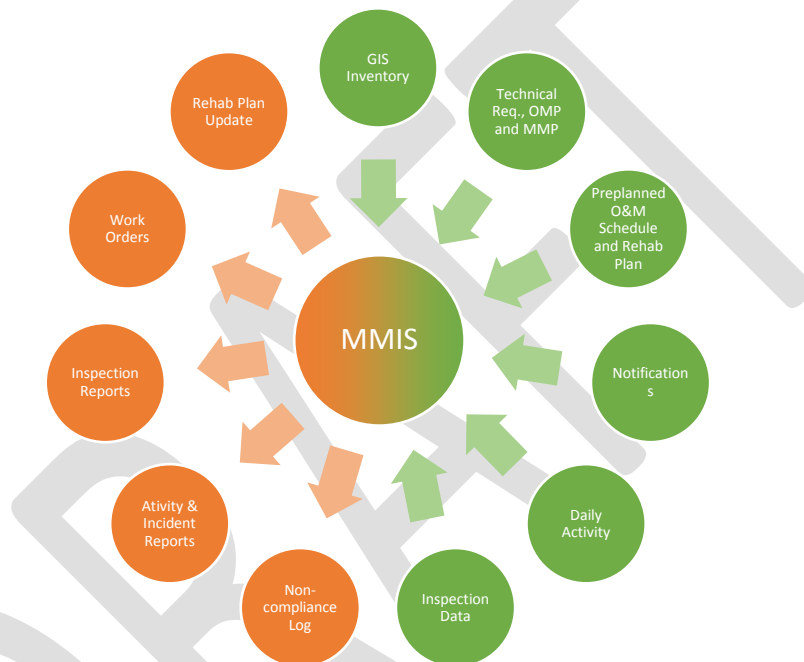 GIS
Inventory
Technical
Req., OMP
and MMP
Preplanned
O&M
Schedule
and Rehab
Plan
Notification
s
Daily
Activity
Inspection
Data
Non-
compliance
Log
Ativity &
Incident
Reports
Inspection
Reports
Work
Orders
Rehab Plan
Update
MMIS